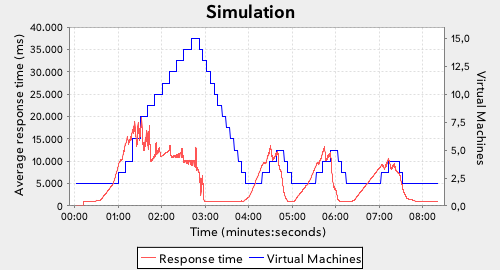 Simulation
Average response time (ms)
40.000
35.000
30.000
25.000
20.000
15.000
10.000
5.000
0
15,0
12,5
10,0
7,5
5,0
2,5
0,0
Virtual Machines
00:00 01:00 02:00 03:00 04:00 05:00 06:00 07:00 08:00
Time (minutes:seconds)
Response time Virtual Machines